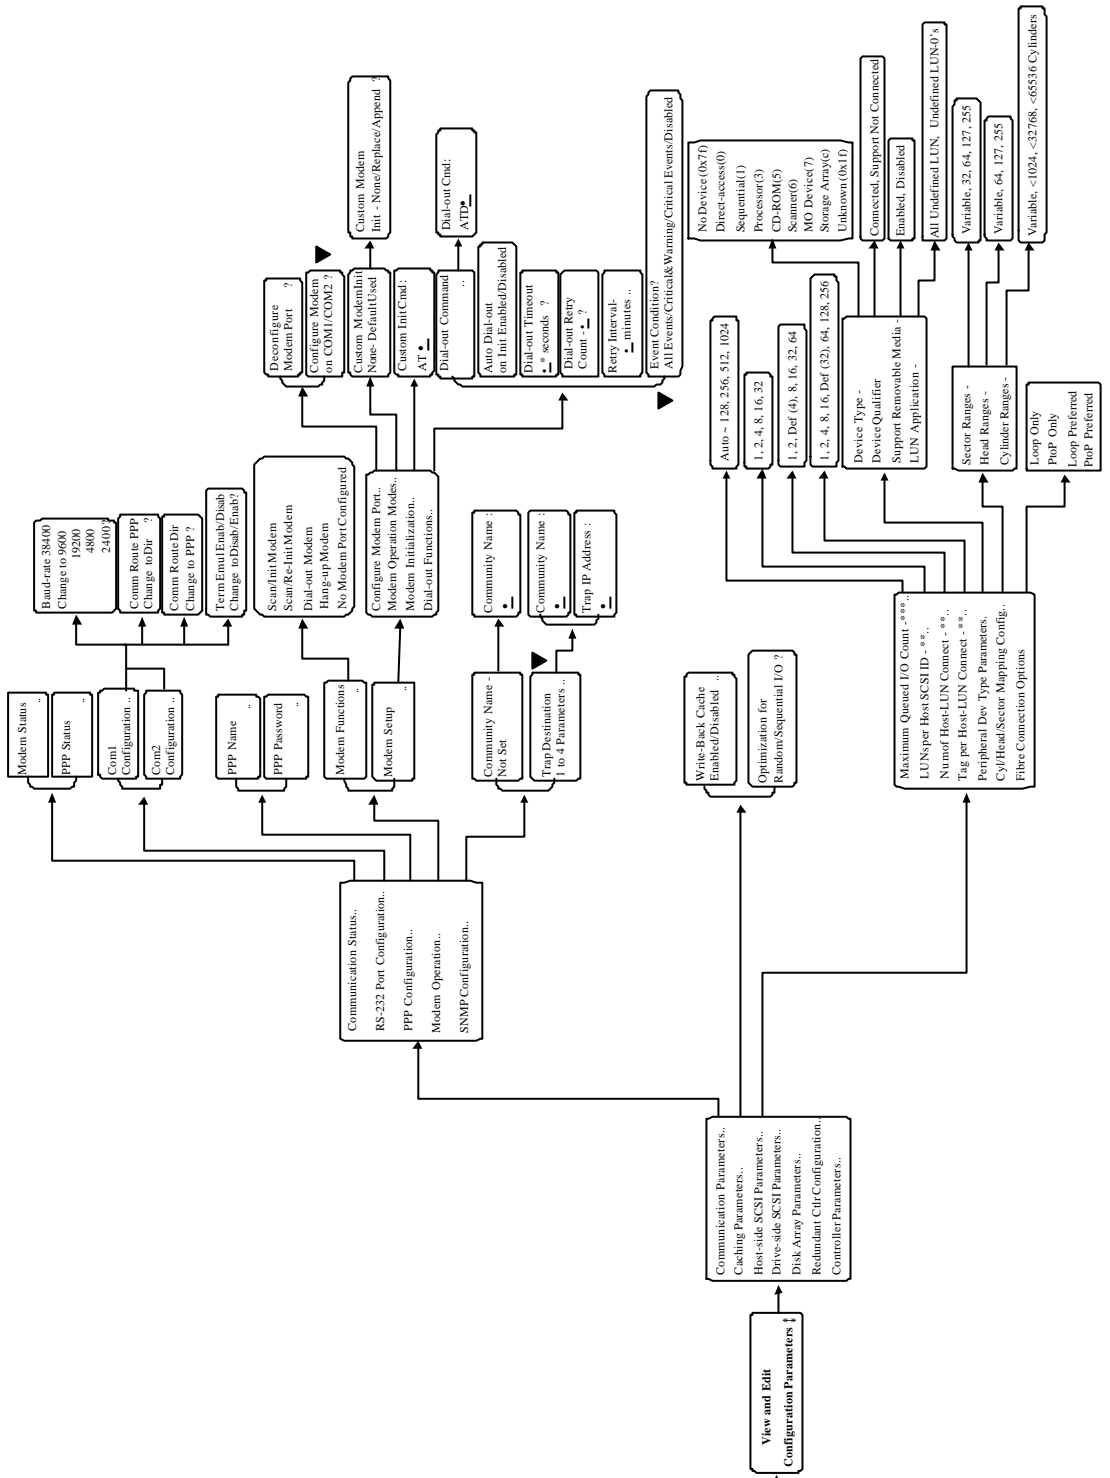 View and Edit
Configuration Parameters
Communication Parameters..
Caching Parameters..
Host-side SCSI Parameters..
Drive-side SCSI Parameters..
Disk Array Parameters..
Redundant Ctlr Configuration..
Controller Parameters..
Communication Status..
RS-232 Port Configuration..
PPP Configuration..
Modem Operation..
SNMP Configuration..
Modem Status ..
PPP Status ..
Com1
Configuration ..
Com2
Configuration ..
Baud-rate 38400
Change to 9600
19200
4800
2400?
Comm Route PPP
Change to Dir ?
Comm Route Dir
Change to PPP ?
Term Emul Enab/Disab
Change to Disab/Enab?
PPP Name ..
PPP Password ..
Modem Functions ..
Modem Setup ..
Scan/Init Modem
Scan/Re-Init Modem
Dial-out Modem
Hang-up Modem
No Modem Port Configured
Configure Modem Port..
Modem Operation Modes..
Modem Initialization..
Dial-out Functions..
Deconfigure
Modem Port ?
Configure Modem
on COM1/COM2 ?
Custom Modem Init
None- Default Used
Custom Modem
Init - None/Replace/Append ?
Custom Init Cmd :
AT •_
Dial-out Command ..
Dial-out Cmd:
ATD•_
Auto Dial-out
on Init Enabled/Disabled
Dial-out Timeout
•_* seconds ?
Dial-out Retry
Count - •_ ?
Retry Interval-
•_ minutes ..
Event Condition?
All Events/Critical&Warning/Critical Events/Disabled
Community Name -
Not Set
Community Name :
•_
Trap Destination
1 to 4 Parameters ..
Community Name :
•_
Trap IP Address :
•_
Write-Back Cache
Enabled/Disabled ..
Optimization for
Random/Sequential I/O ?
Maximum Queued I/O Count -***..
LUNs per Host SCSI ID - **..
Num of Host-LUN Connect - **..
Tag per Host-LUN Connect - **..
Peripheral Dev Type Parameters..
Cyl/Head/Sector Mapping Config..
Fibre Connection Options
Auto ~ 128, 256, 512, 1024
1, 2, 4, 8, 16, 32
1, 2, Def (4), 8, 16, 32, 64
1, 2, 4, 8, 16, Def (32), 64, 128, 256
Device Type -
Device Qualifier
Support Removable Media -
LUN Application -
No Device (0x7f)
Direct-access(0)
Sequential(1)
Processor(3)
CD-ROM(5)
Scanner(6)
MO Device(7)
Storage Array(c)
Unknown (0x1f)
Connected, Support Not Connected
Enabled, Disabled
All Undefined LUN, Undefined LUN-0's
Sector Ranges -
Head Ranges -
Cylinder Ranges -
Variable, 32, 64, 127, 255
Variable, 64, 127, 255
Variable, <1024, <32768, <65536 Cylinders
Loop Only
PtoP Only
Loop Preferred
PtoP Preferred